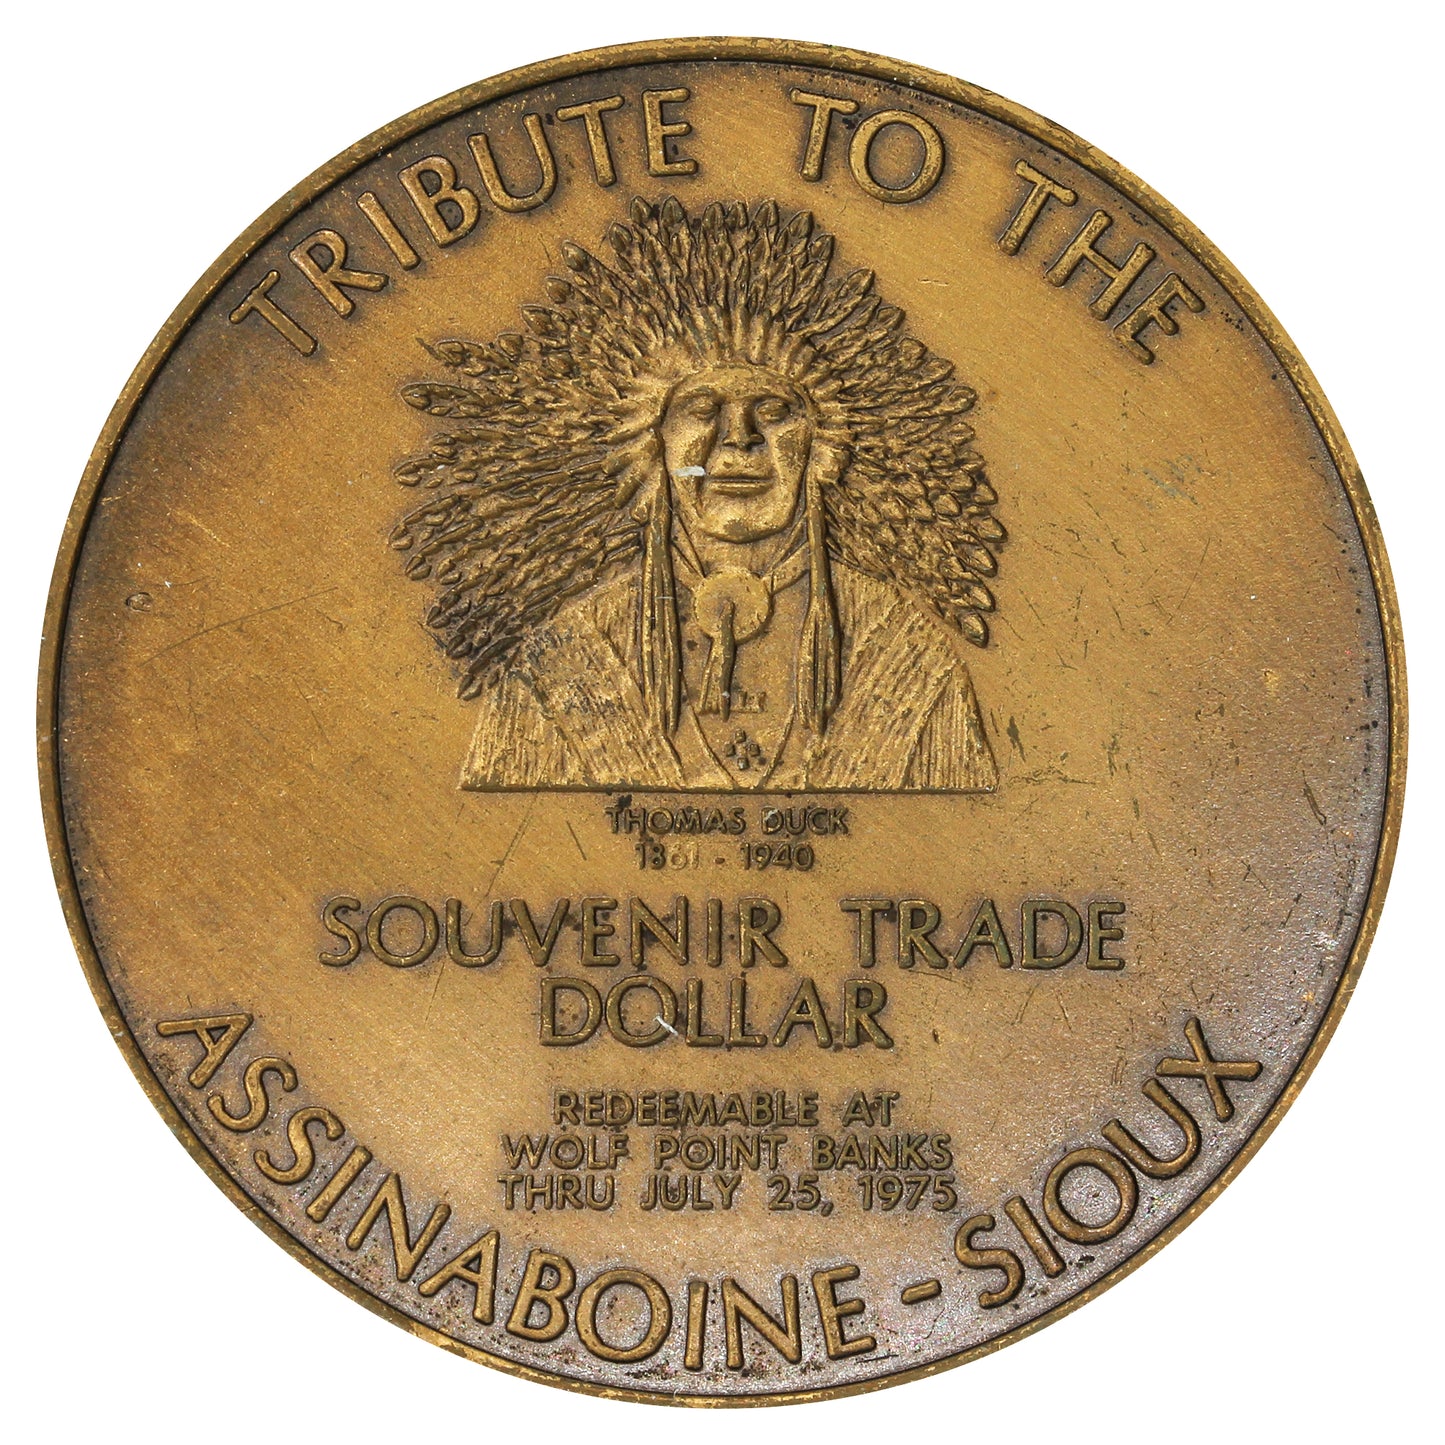 TRIBUTE TO THE
THOMAS DUCK
1861 - 1940
SOUVENIR TRADE
DOLLAR
REDEEMABLE AT
WOLF POINT BANKS
THRU JULY 25, 1975
ASSINABOINE - SIOUX